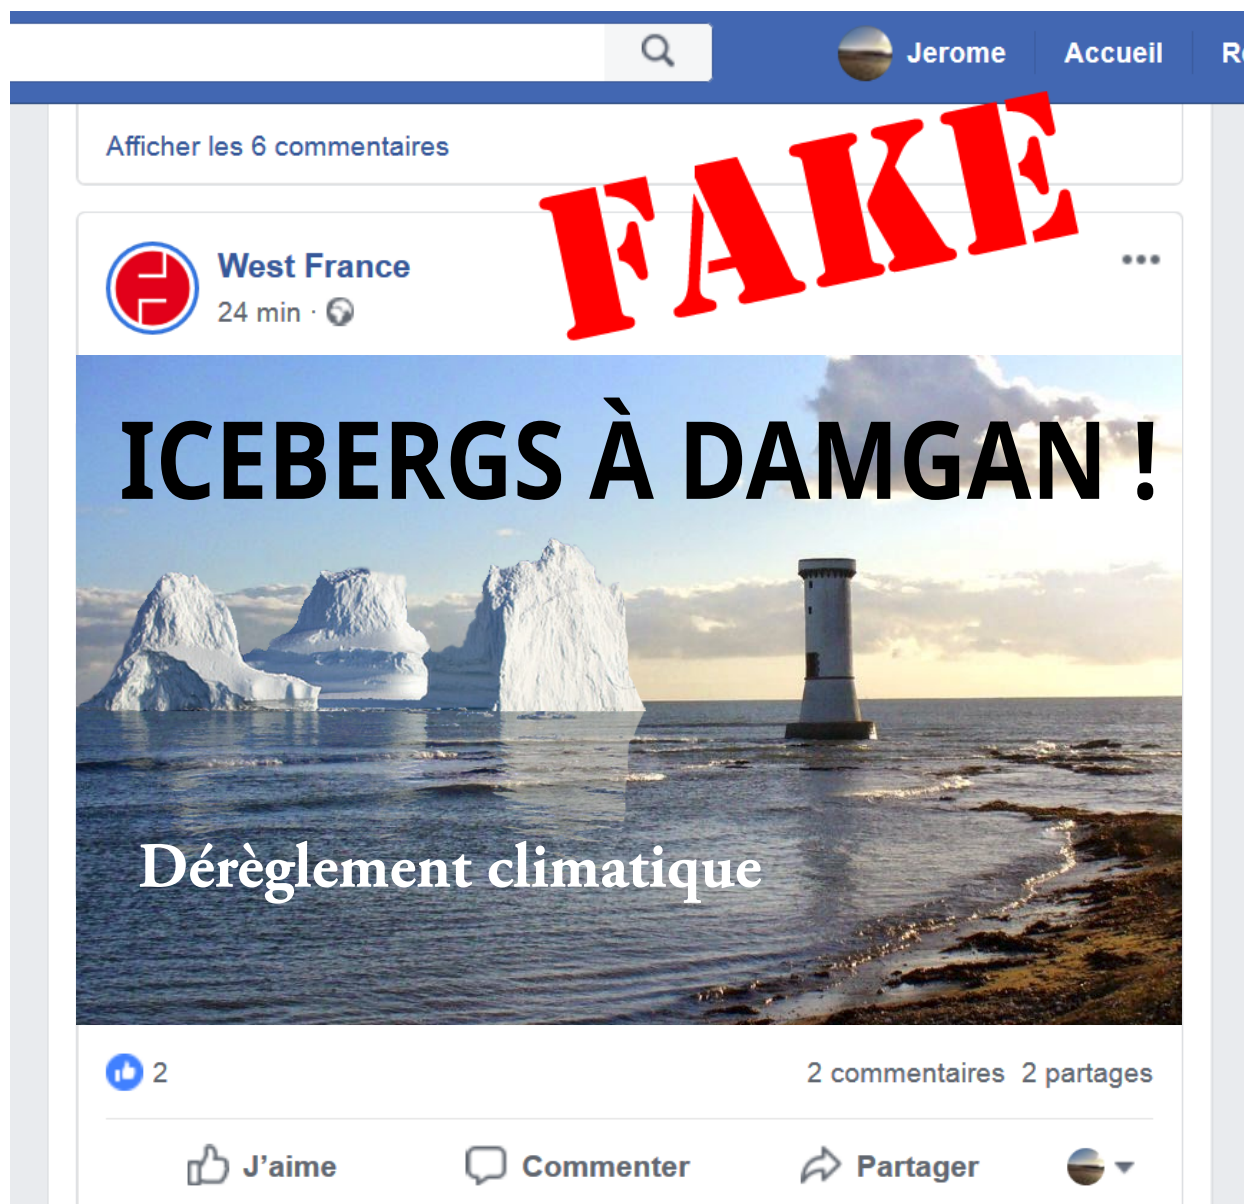 Jerome Accueil
Afficher les 6 commentaires
FAKE
West France
24 min ·
ICEBERGS À DAMGAN !
Dérèglement climatique
2 2 commentaires 2 partages
J’aime Commenter Partager